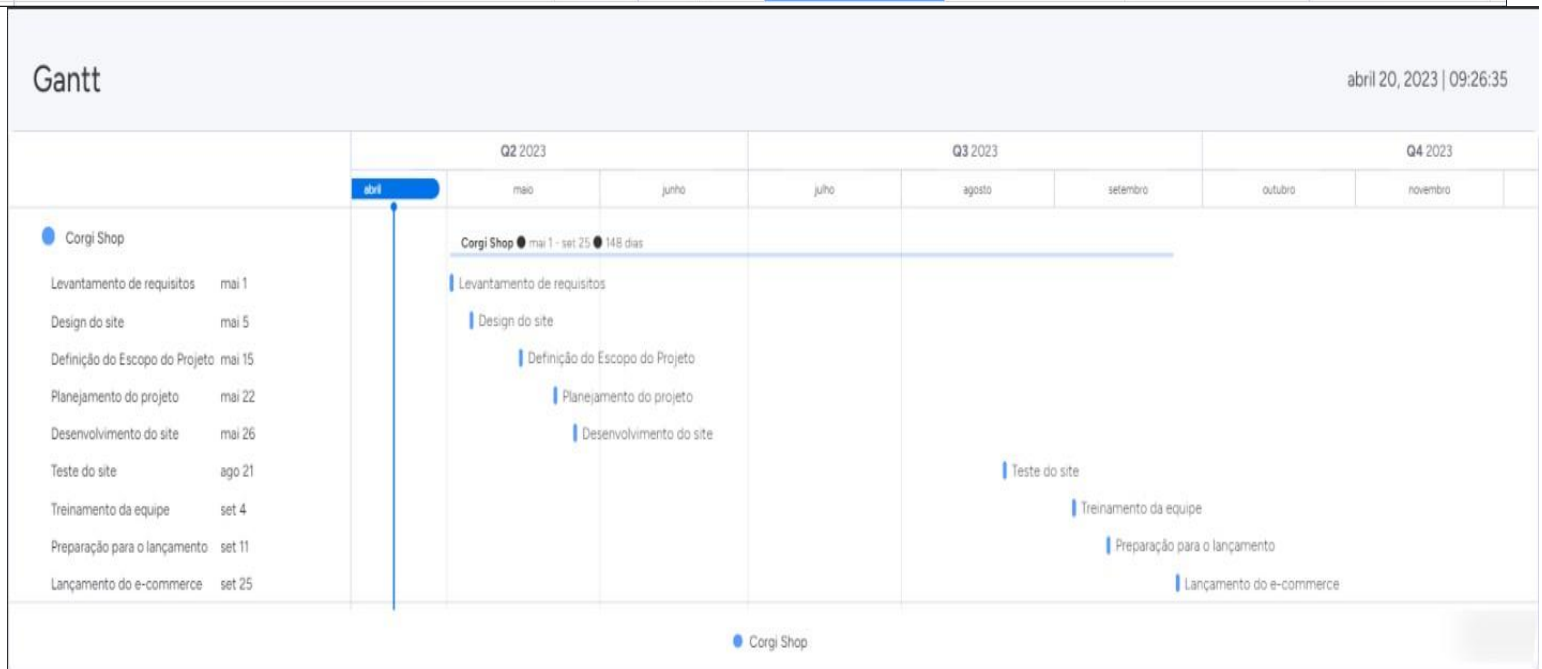 Gantt
abril 20, 2023 | 09:26:35
Q2 2023 Q3 2023 Q4 2023
abril maio junho julho agosto setembro outubro novembro
Corgi Shop
Corgi Shop ● mai 1 - set 25 ● 148 dias
Levantamento de requisitos mai 1 Levantamento de requisitos
Design do site mai 5 Design do site
Definição do Escopo do Projeto mai 15 Definição do Escopo do Projeto
Planejamento do projeto mai 22 Planejamento do projeto
Desenvolvimento do site mai 26 Desenvolvimento do site
Teste do site ago 21 Teste do site
Treinamento da equipe set 4 Treinamento da equipe
Preparação para o lançamento set 11 Preparação para o lançamento
Lançamento do e-commerce set 25 Lançamento do e-commerce
Corgi Shop